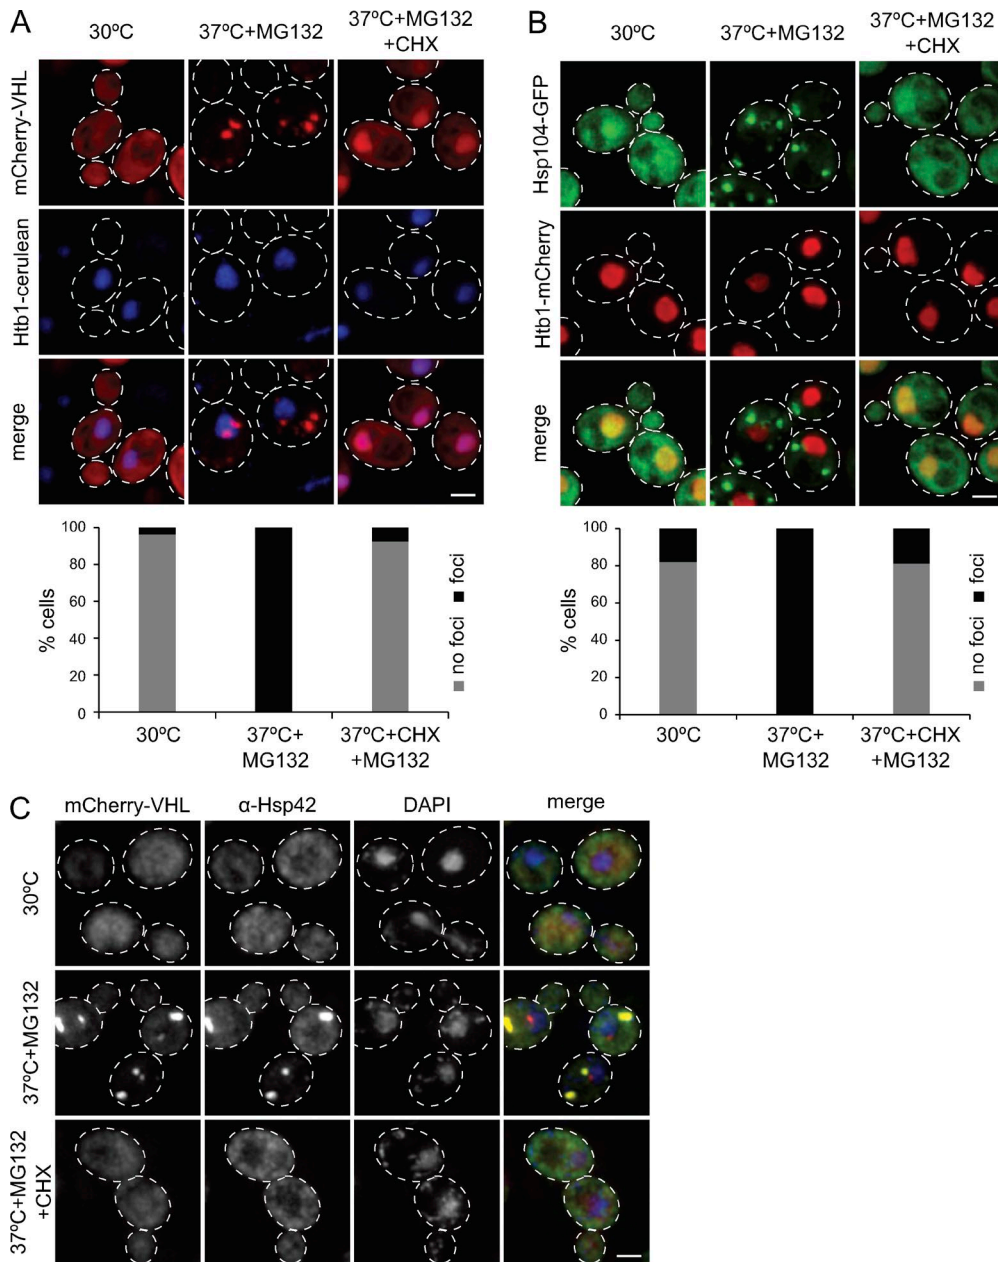 A
30ºC
37ºC+MG132
37ºC+MG132
+CHX
mCherry-VHL
Htb1-cerulean
merge
100
80
60
40
20
0
% cells
30ºC
37ºC+
MG132
37ºC+CHX
+MG132
no foci
foci
B
30ºC
37ºC+MG132
37ºC+MG132
+CHX
Hsp104-GFP
Htb1-mCherry
merge
100
80
60
40
20
0
% cells
30ºC
37ºC+
MG132
37ºC+CHX
+MG132
no foci
foci
C
mCherry-VHL
α-Hsp42
DAPI
merge
30ºC
37ºC+MG132
37ºC+MG132
+CHX